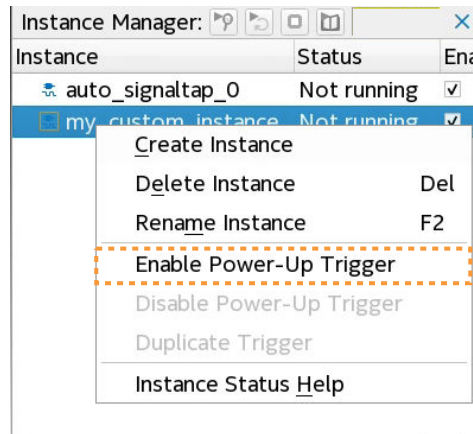 Instance Manager:
Instance Status Ena
auto_signaltap_0 Not running
my_custom_instance Not running
Create Instance
Delete Instance Del
Rename Instance F2
Enable Power-Up Trigger
Disable Power-Up Trigger
Duplicate Trigger
Instance Status Help